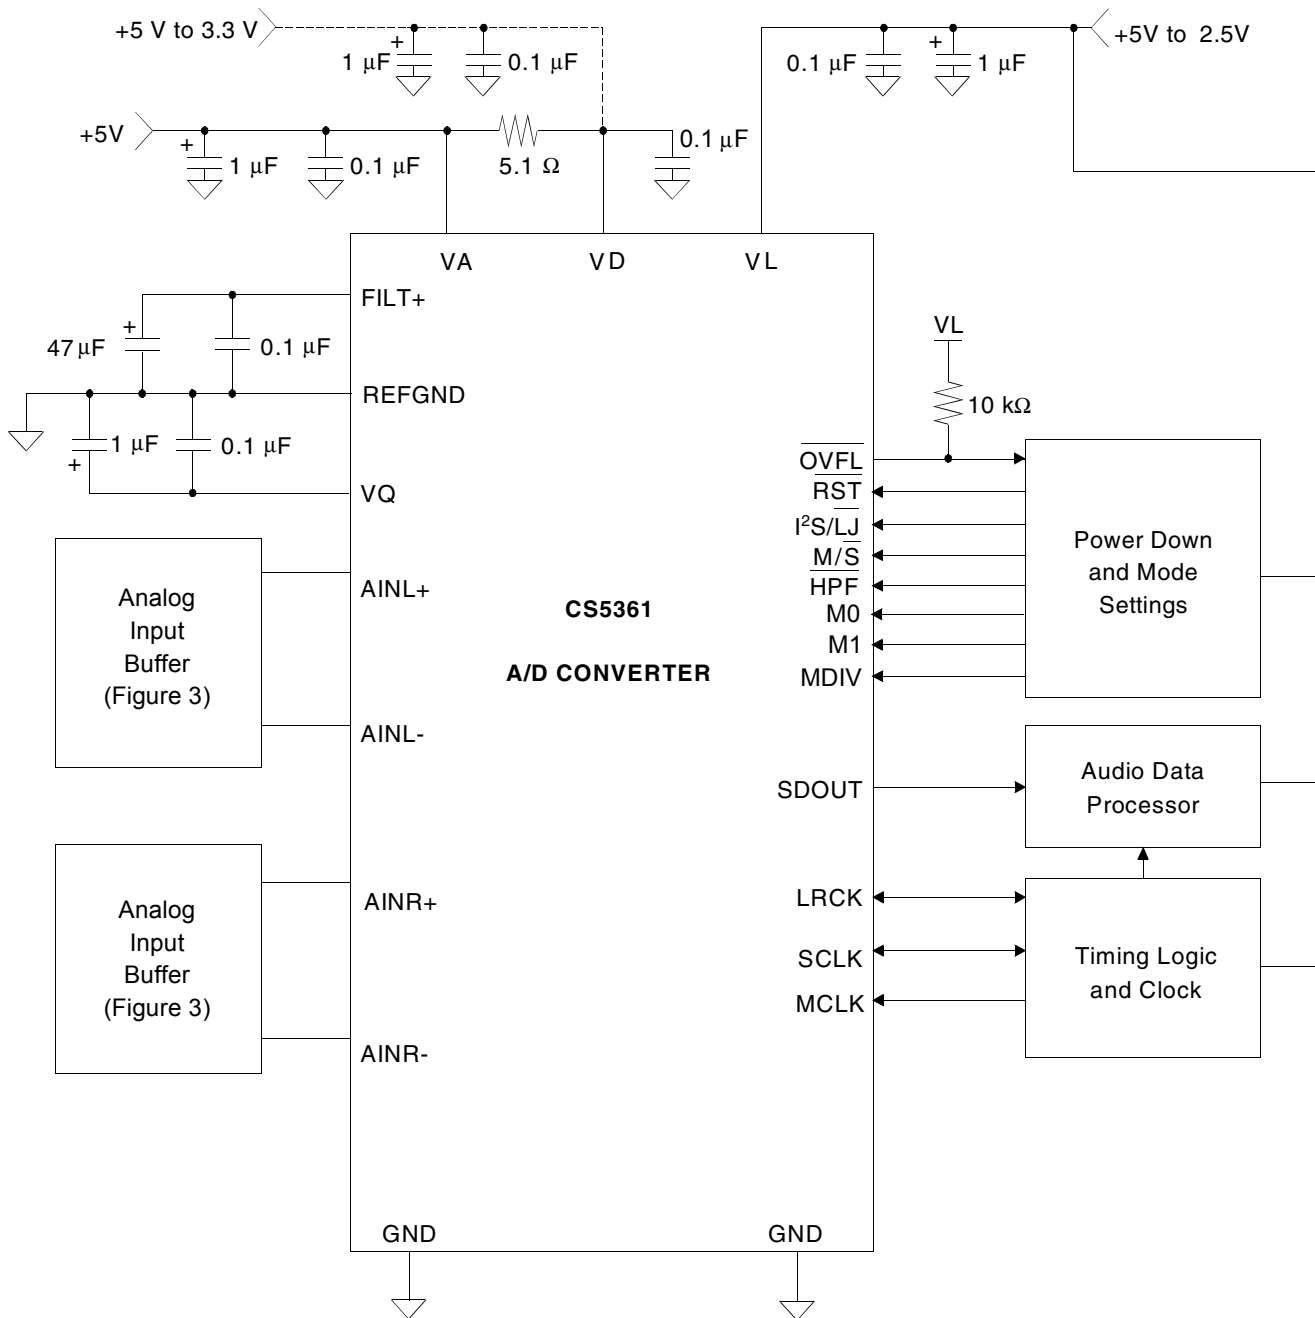 +5 V to 3.3 V
+
1 µF
0.1 µF
0.1 µF
+
1 µF
+5V to 2.5V
+5V
+
1 µF
0.1 µF
5.1 Ω
0.1 µF
VA
VD
VL
FILT+
+
47 µF
0.1 µF
REFGND
1 µF
+
0.1 µF
VQ
VL
10 kΩ
OVFL
RST
I²S/LJ
M/S
HPF
M0
M1
MDIV
Power Down
and Mode
Settings
Analog
Input
Buffer
(Figure 3)
AINL+
AINL-
CS5361
A/D CONVERTER
SDOUT
Audio Data
Processor
Analog
Input
Buffer
(Figure 3)
AINR+
AINR-
LRCK
SCLK
MCLK
Timing Logic
and Clock
GND
GND